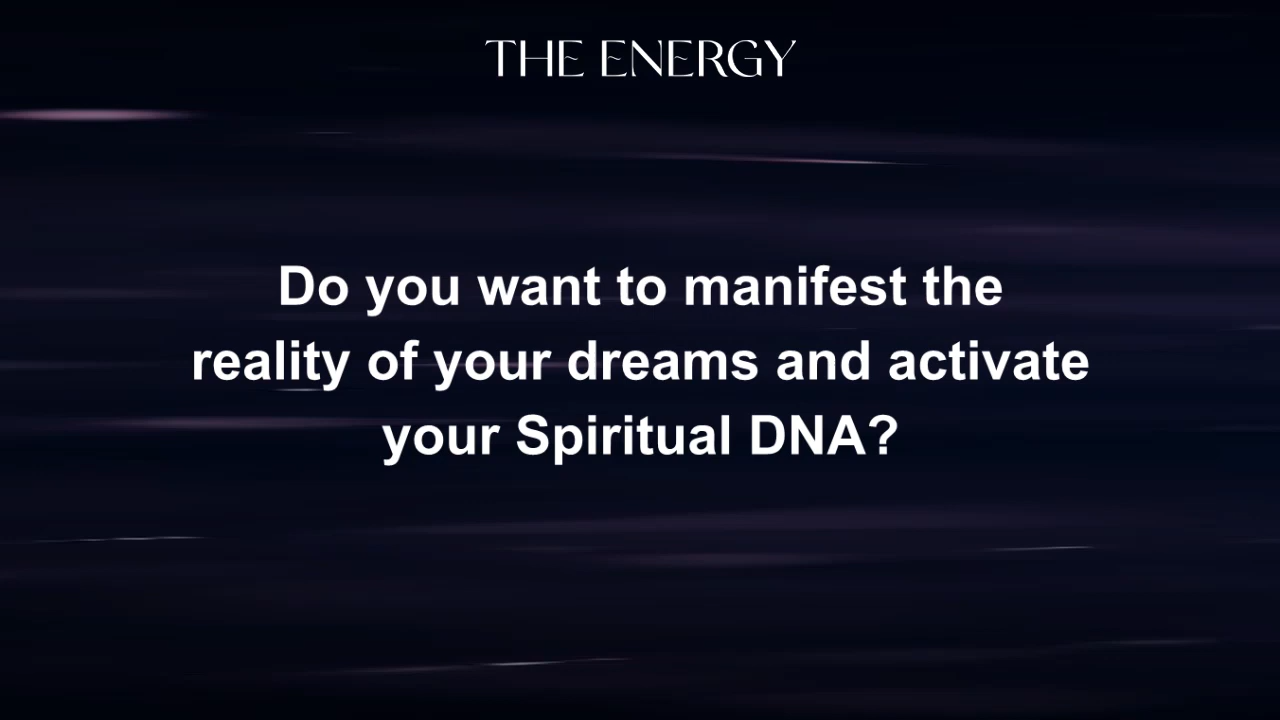 THE ENERGY
Do you want to manifest the
reality of your dreams and activate
your Spiritual DNA?